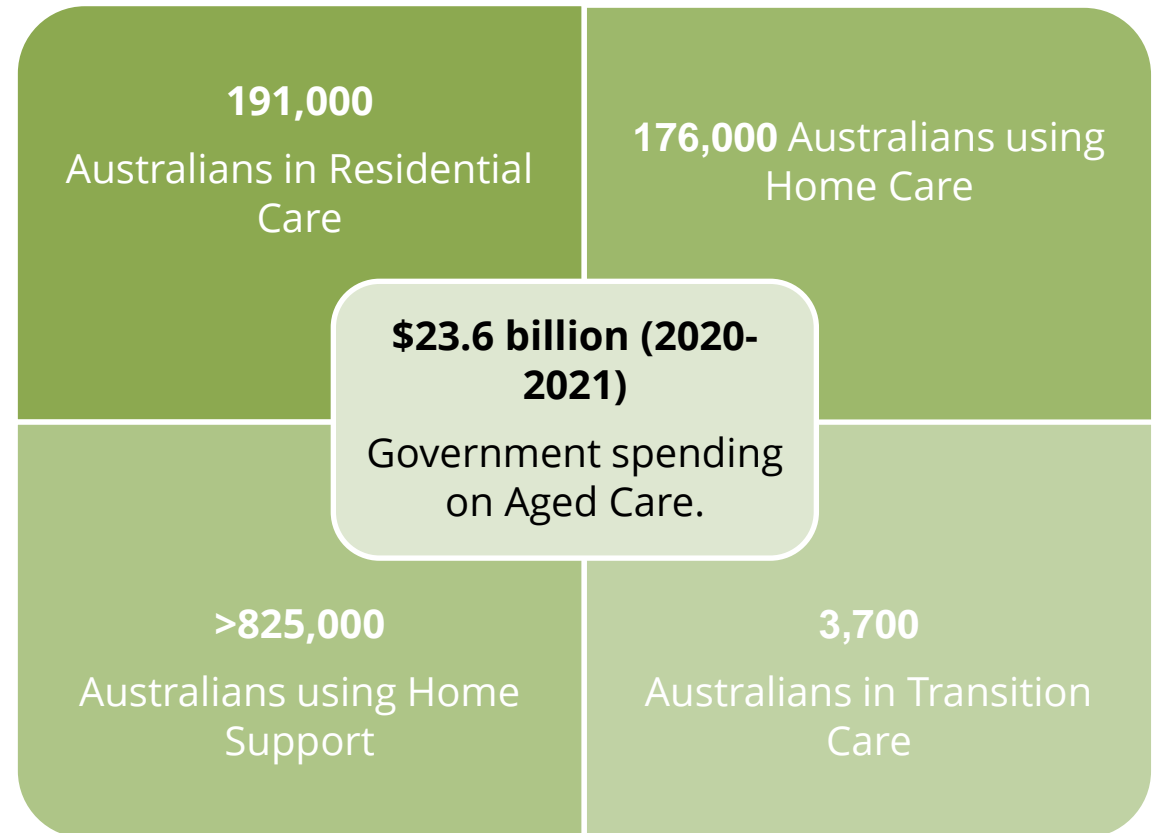 191,000
Australians in Residential
Care
176,000 Australians using
Home Care
$23.6 billion (2020-
2021)
Government spending
on Aged Care.
>825,000
Australians using Home
Support
3,700
Australians in Transition
Care